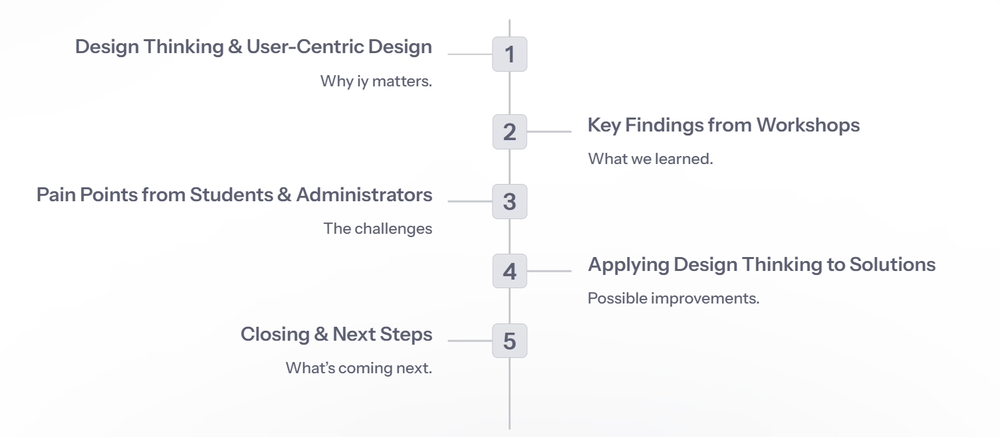 Design Thinking & User-Centric Design
1
Why iy matters.
2
Key Findings from Workshops
What we learned.
Pain Points from Students & Administrators
3
The challenges
4
Applying Design Thinking to Solutions
Possible improvements.
Closing & Next Steps
5
What’s coming next.